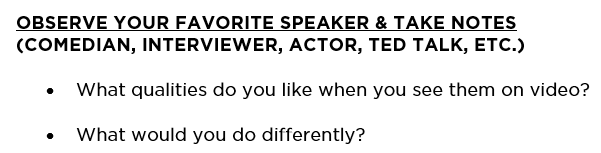 OBSERVE YOUR FAVORITE SPEAKER & TAKE NOTES
(COMEDIAN, INTERVIEWER, ACTOR, TED TALK, ETC.)
• What qualities do you like when you see them on video?
• What would you do differently?